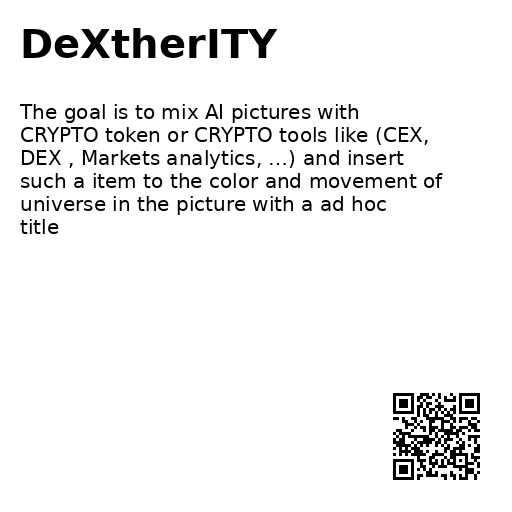 DeXtherITY
The goal is to mix AI pictures with
CRYPTO token or CRYPTO tools like (CEX,
DEX , Markets analytics, ...) and insert
such a item to the color and movement of
universe in the picture with a ad hoc
title